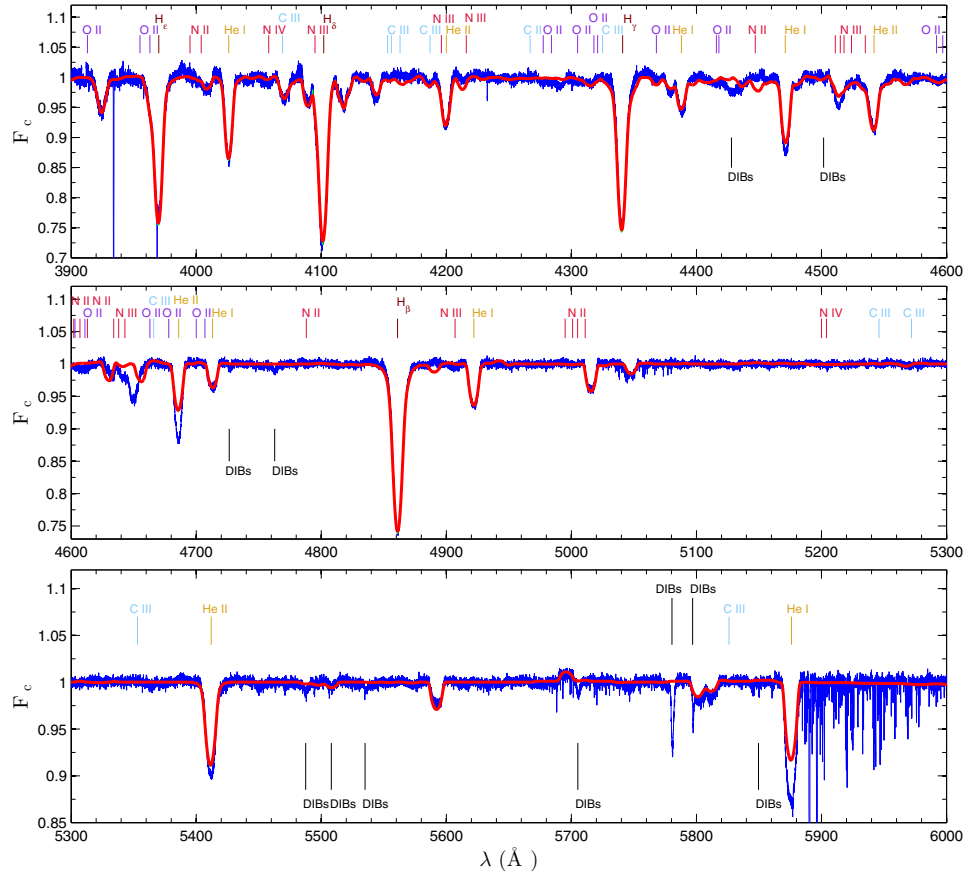 C III N III N III O II
O II O II H ε N II He I N IV N III H δ C III He II C II O II O II C III H γ O II He I O II N II He I N III He II O II
1.1
1.05
1
0.95
0.9
0.85
0.8
0.75
0.7
F c
DIBs DIBs
3900 4000 4100 4200 4300 4400 4500 4600
N II N II C III He II H β
O II N III O II O II O II He I N II N III He I N II N IV C III C III
1.1
1.05
1
0.95
0.9
0.85
0.8
0.75
F c
DIBs DIBs
4600 4700 4800 4900 5000 5100 5200 5300
DIBs DIBs
C III He II C III He I
1.1
1.05
1
0.95
0.9
0.85
F c
DIBs DIBs DIBs DIBs DIBs
5300 5400 5500 5600 5700 5800 5900 6000
λ (Å )